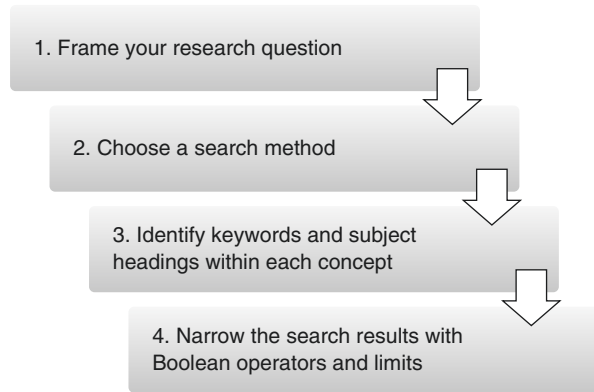 1. Frame your research question
2. Choose a search method
3. Identify keywords and subject
headings within each concept
4. Narrow the search results with
Boolean operators and limits